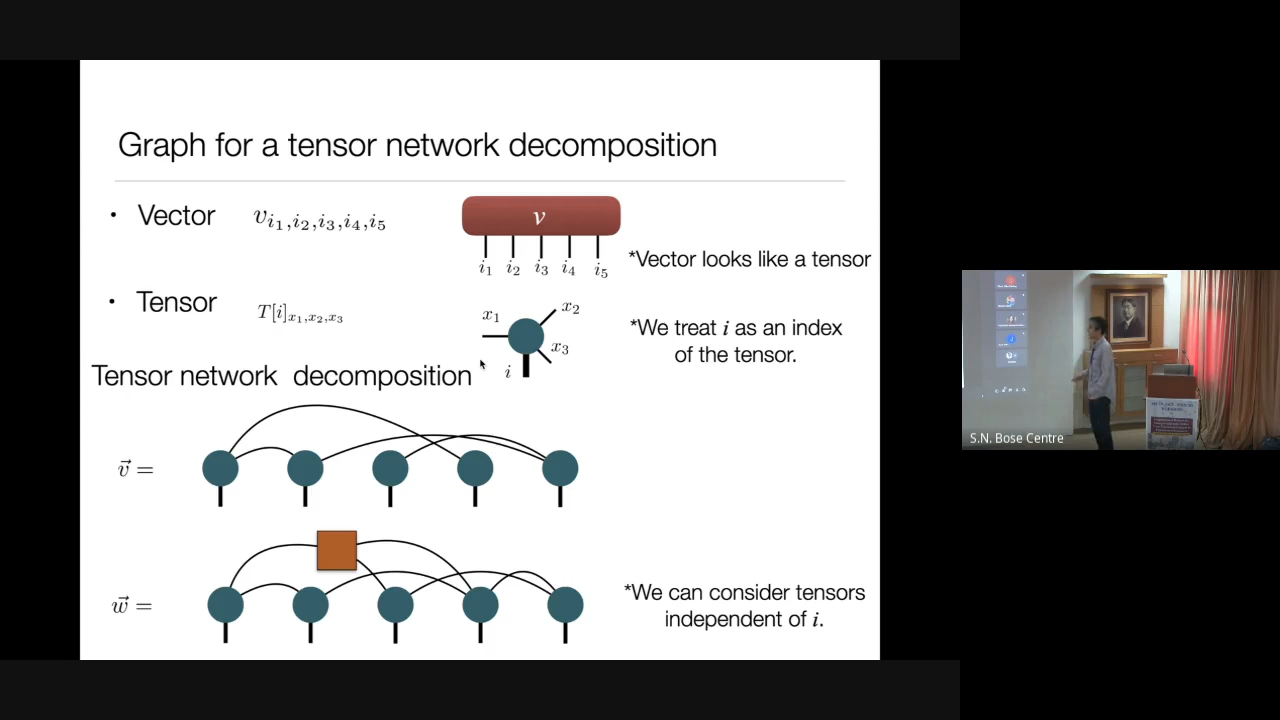 Graph for a tensor network decomposition
• Vector v_{i_1,i_2,i_3,i_4,i_5}
v
i_1 i_2 i_3 i_4 i_5
*Vector looks like a tensor
• Tensor T[i]_{x_1,x_2,x_3}
x_1 x_2
x_3
i
*We treat i as an index
of the tensor.
Tensor network decomposition
\vec{v} =
\vec{w} =
*We can consider tensors
independent of i.
S.N. Bose Centre